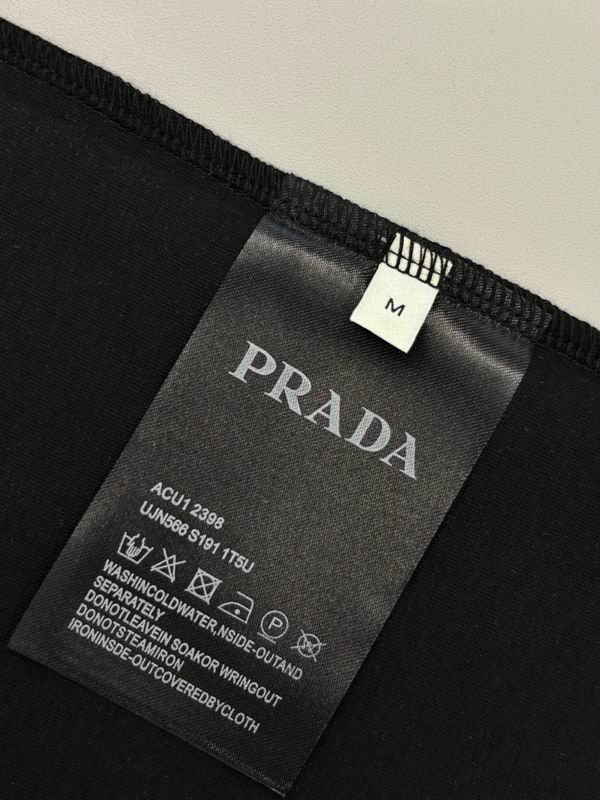 M
PRADA
ACU1 2398
UJN566 S191 1T5U
P
WASHINCOLDWATER,NSIDE-OUTAND
SEPARATELY
DONOTLEAVEIN SOAKOR WRINGOUT
DONOTSTEAMIRON
IRONINSDE-OUTCOVEREDBYCLOTH